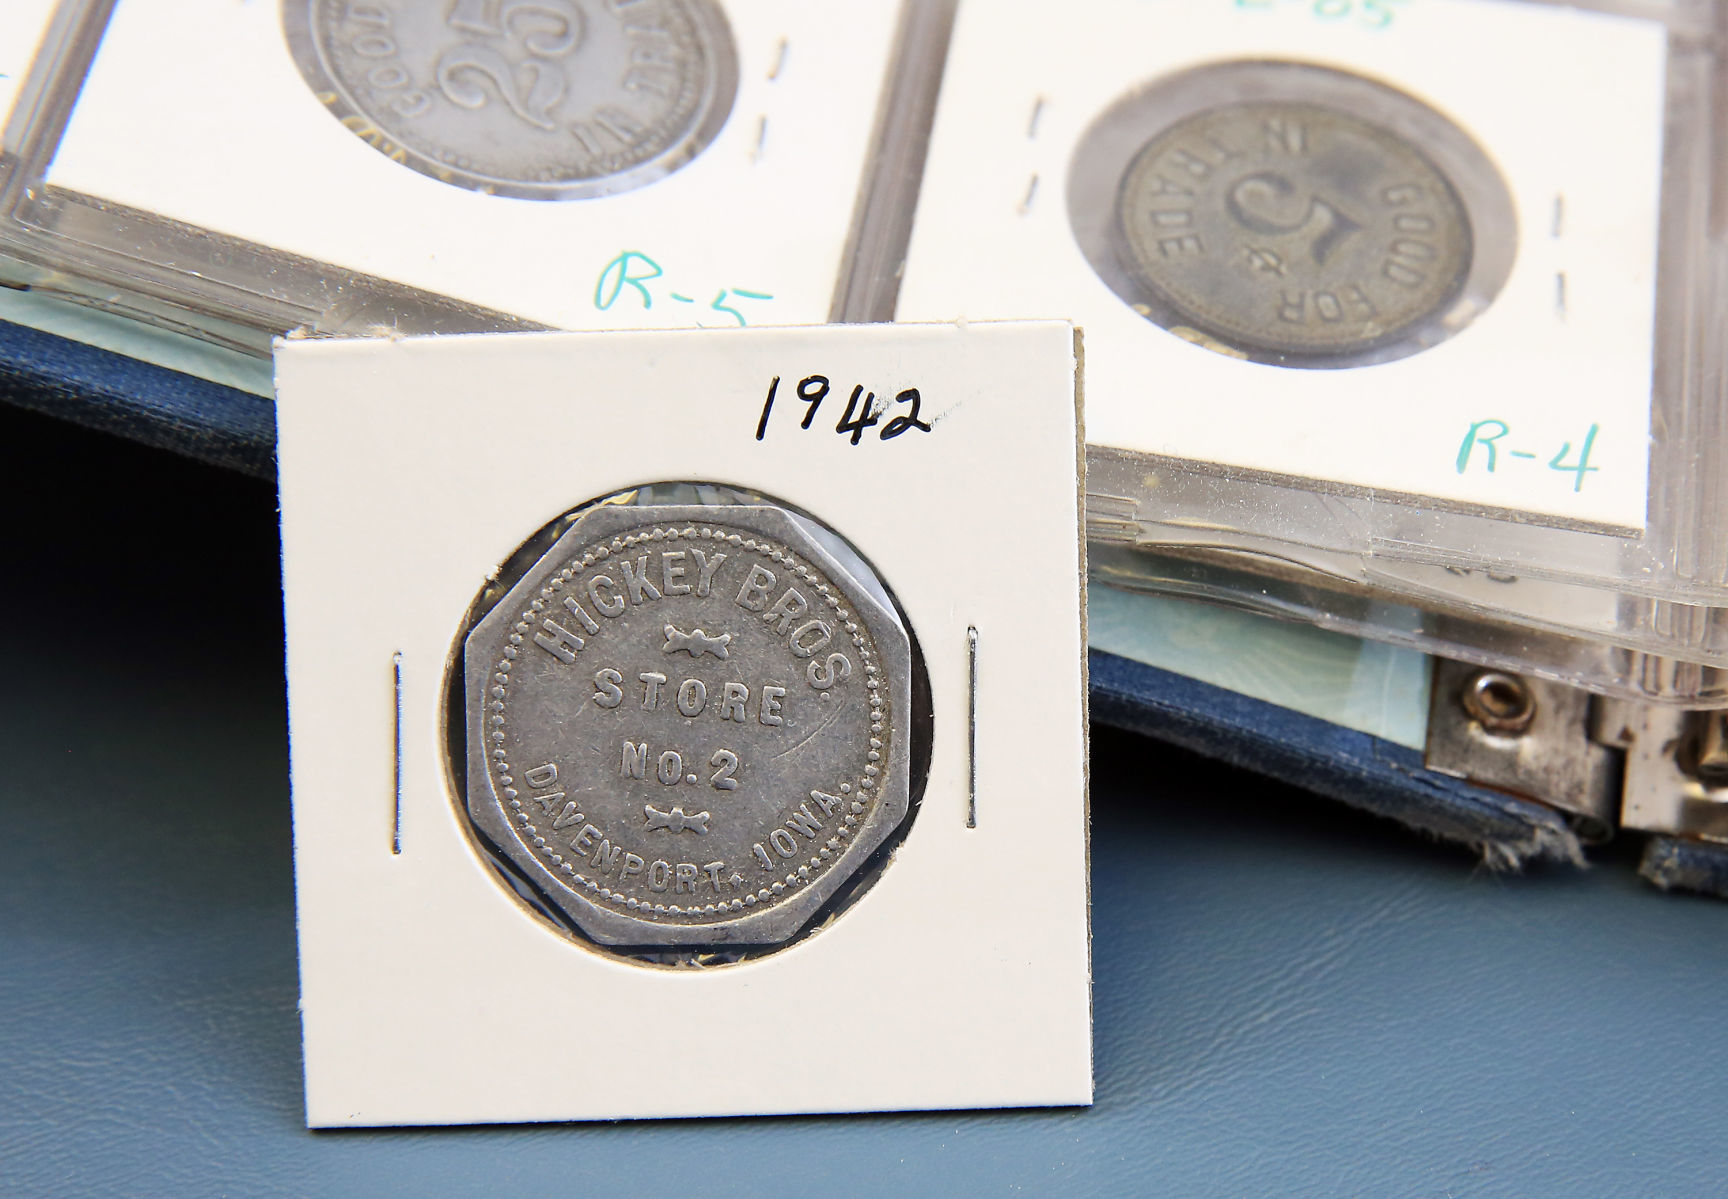 GOOD
25
IN TRADE
R-5
GOOD FOR
5¢
IN TRADE
R-4
1942
HICKEY BROS.
STORE
NO. 2
DAVENPORT, IOWA.